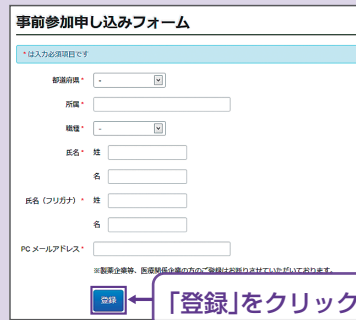 事前参加申し込みフォーム
*は入力必須項目です
都道府県* -
所属*
職種* -
氏名* 姓
名
氏名（フリガナ）* 姓
名
PC メールアドレス*
※製薬企業等、医療関係企業の方のご登録はお断りさせていただいております。
登録
「登録」をクリック